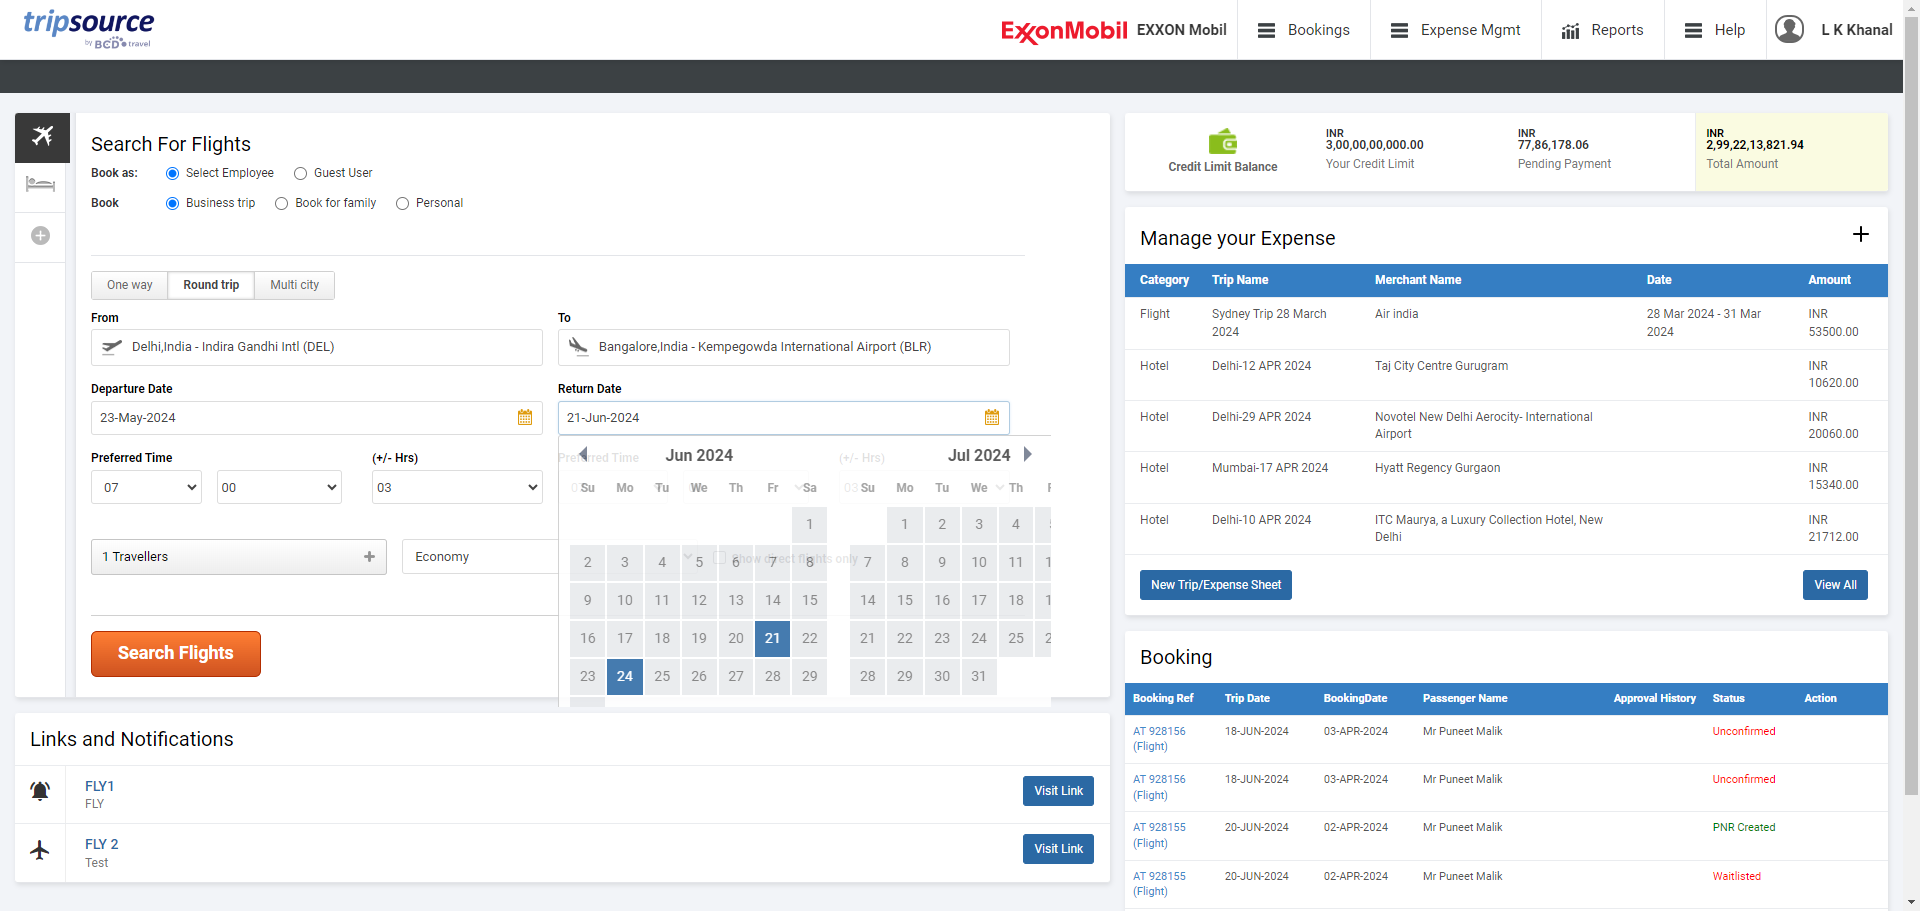 tripsource
by BCD travel
ExxonMobil EXXON Mobil
Bookings
Expense Mgmt
Reports
Help
L K Khanal
Search For Flights
Book as: Select Employee Guest User
Book Business trip Book for family Personal
One way Round trip Multi city
From To
Delhi,India - Indira Gandhi Intl (DEL) Bangalore,India - Kempegowda International Airport (BLR)
Departure Date Return Date
23-May-2024 21-Jun-2024
Preferred Time (+/- Hrs) Preferred Time (+/- Hrs)
07 00 03 03
1 Travellers + Economy
Show direct flights only
Jun 2024
Su Mo Tu We Th Fr Sa
1
2 3 4 5 6 7 8
9 10 11 12 13 14 15
16 17 18 19 20 21 22
23 24 25 26 27 28 29
Jul 2024
Su Mo Tu We Th
1 2 3 4
7 8 9 10 11
14 15 16 17 18
21 22 23 24 25
28 29 30 31
Search Flights
Links and Notifications
FLY1
FLY
Visit Link
FLY 2
Test
Visit Link
Credit Limit Balance
INR
3,00,00,00,000.00
Your Credit Limit
INR
77,86,178.06
Pending Payment
INR
2,99,22,13,821.94
Total Amount
Manage your Expense +
Category Trip Name Merchant Name Date Amount
Flight Sydney Trip 28 March Air india 28 Mar 2024 - 31 Mar INR
2024 2024 53500.00
Hotel Delhi-12 APR 2024 Taj City Centre Gurugram INR
10620.00
Hotel Delhi-29 APR 2024 Novotel New Delhi Aerocity- International INR
Airport 20060.00
Hotel Mumbai-17 APR 2024 Hyatt Regency Gurgaon INR
15340.00
Hotel Delhi-10 APR 2024 ITC Maurya, a Luxury Collection Hotel, New INR
Delhi 21712.00
New Trip/Expense Sheet View All
Booking
Booking Ref Trip Date BookingDate Passenger Name Approval History Status Action
AT 928156 18-JUN-2024 03-APR-2024 Mr Puneet Malik Unconfirmed
(Flight)
AT 928156 18-JUN-2024 03-APR-2024 Mr Puneet Malik Unconfirmed
(Flight)
AT 928155 20-JUN-2024 02-APR-2024 Mr Puneet Malik PNR Created
(Flight)
AT 928155 20-JUN-2024 02-APR-2024 Mr Puneet Malik Waitlisted
(Flight)